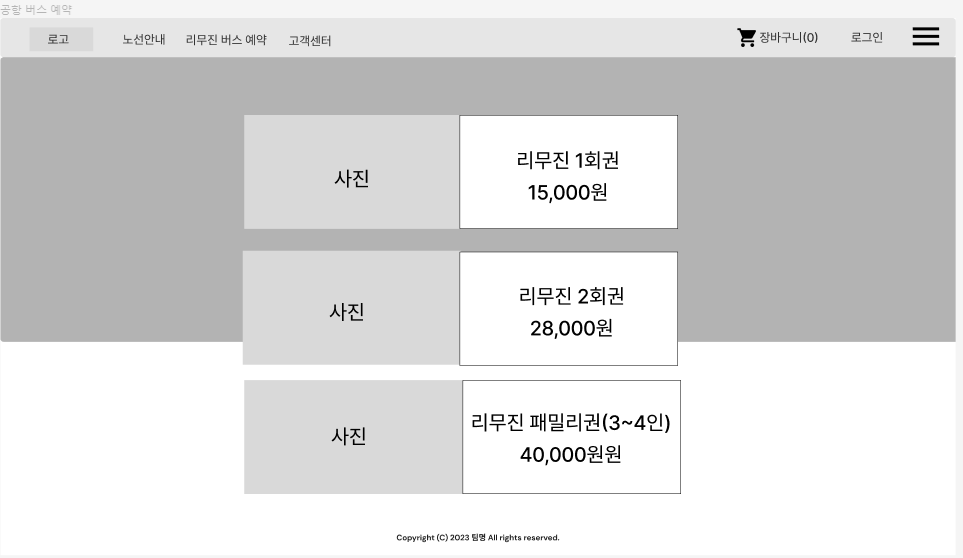 공항 버스 예약
로고 노선안내 리무진 버스 예약 고객센터 장바구니(0) 로그인
사진
리무진 1회권
15,000원
사진
리무진 2회권
28,000원
사진
리무진 패밀리권(3~4인)
40,000원원
Copyright (C) 2023 팀명 All rights reserved.